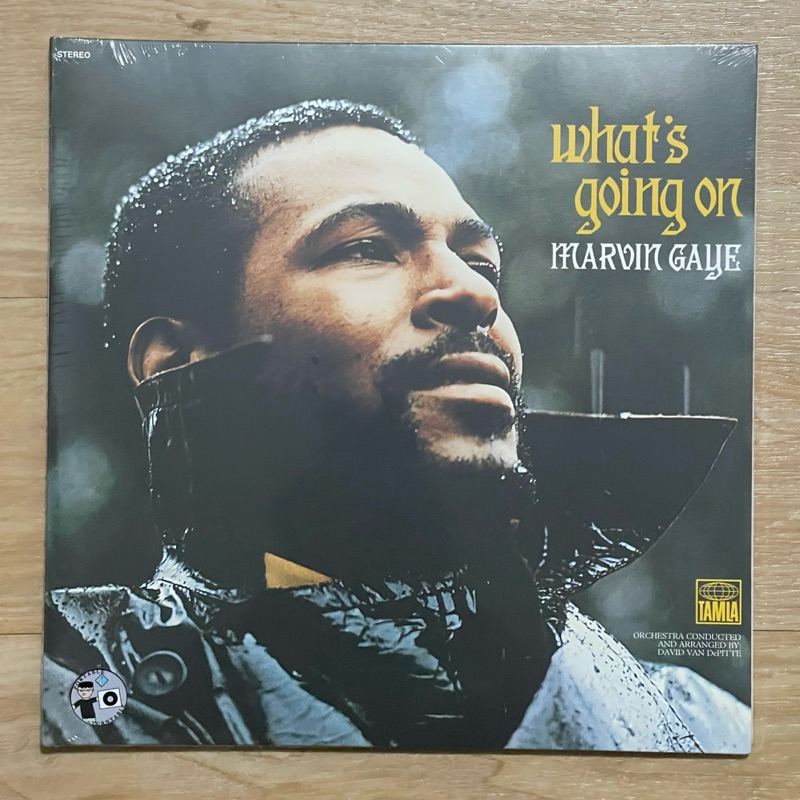 STEREO
what's
going on
MARVIN GAYE
TAMLA
ORCHESTRA CONDUCTED
AND ARRANGED BY:
DAVID VAN DePITTE